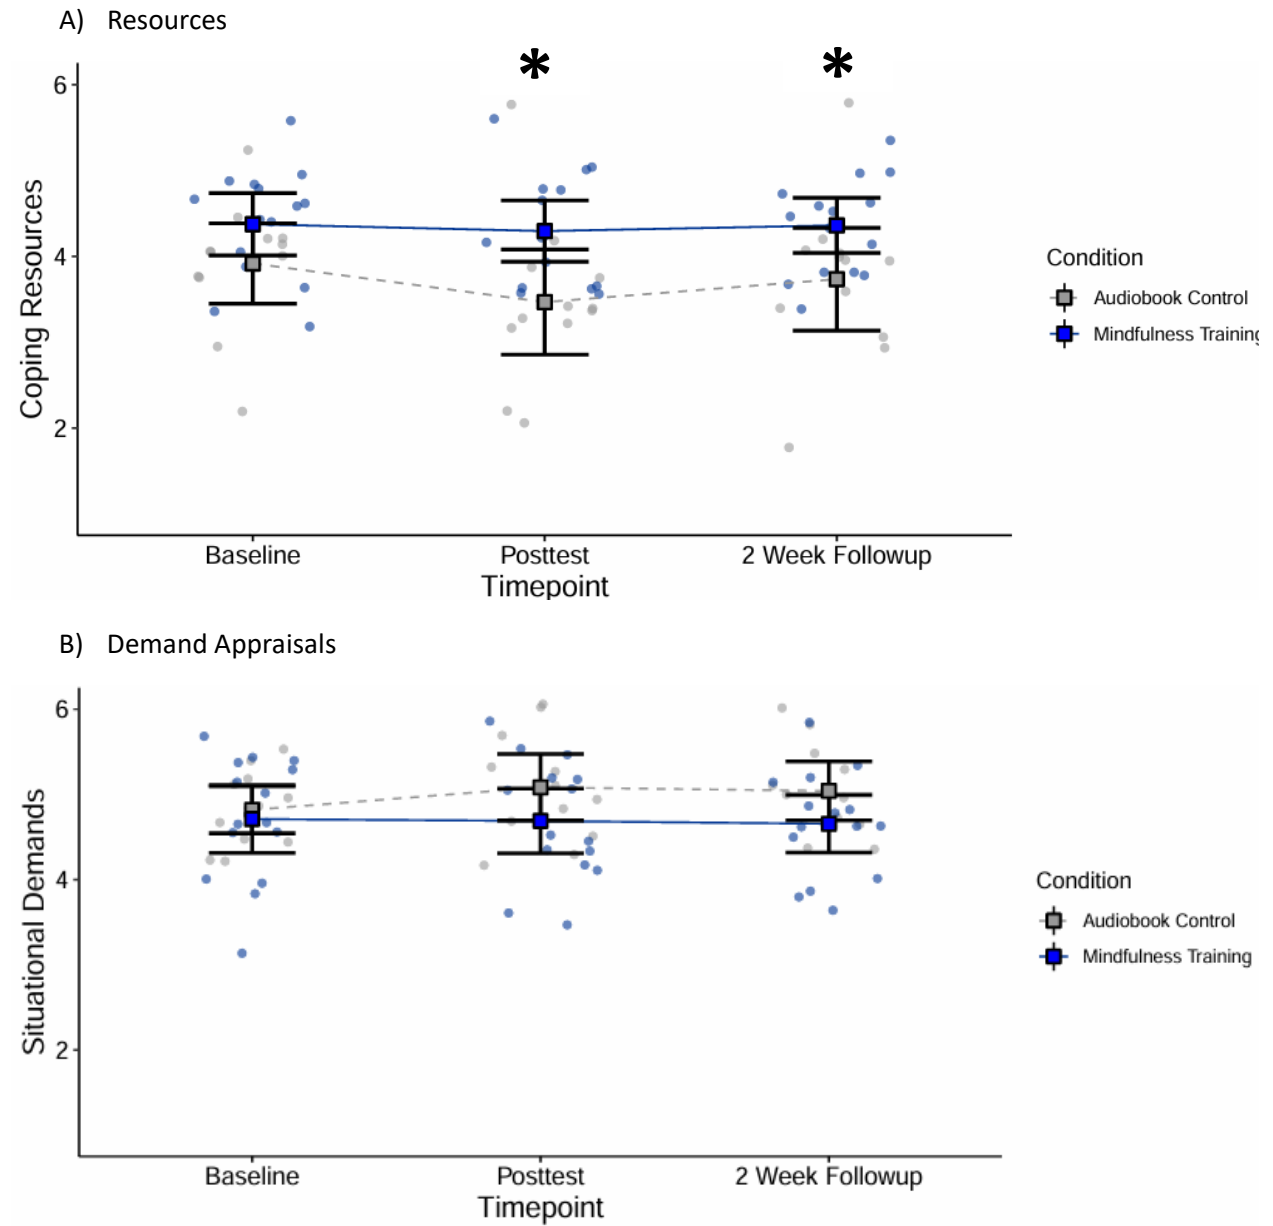 A) Resources
* *
6
4
2
Coping Resources
Baseline Posttest 2 Week Followup
Timepoint
Condition
Audiobook Control
Mindfulness Training
B) Demand Appraisals
6
4
2
Situational Demands
Baseline Posttest 2 Week Followup
Timepoint
Condition
Audiobook Control
Mindfulness Training